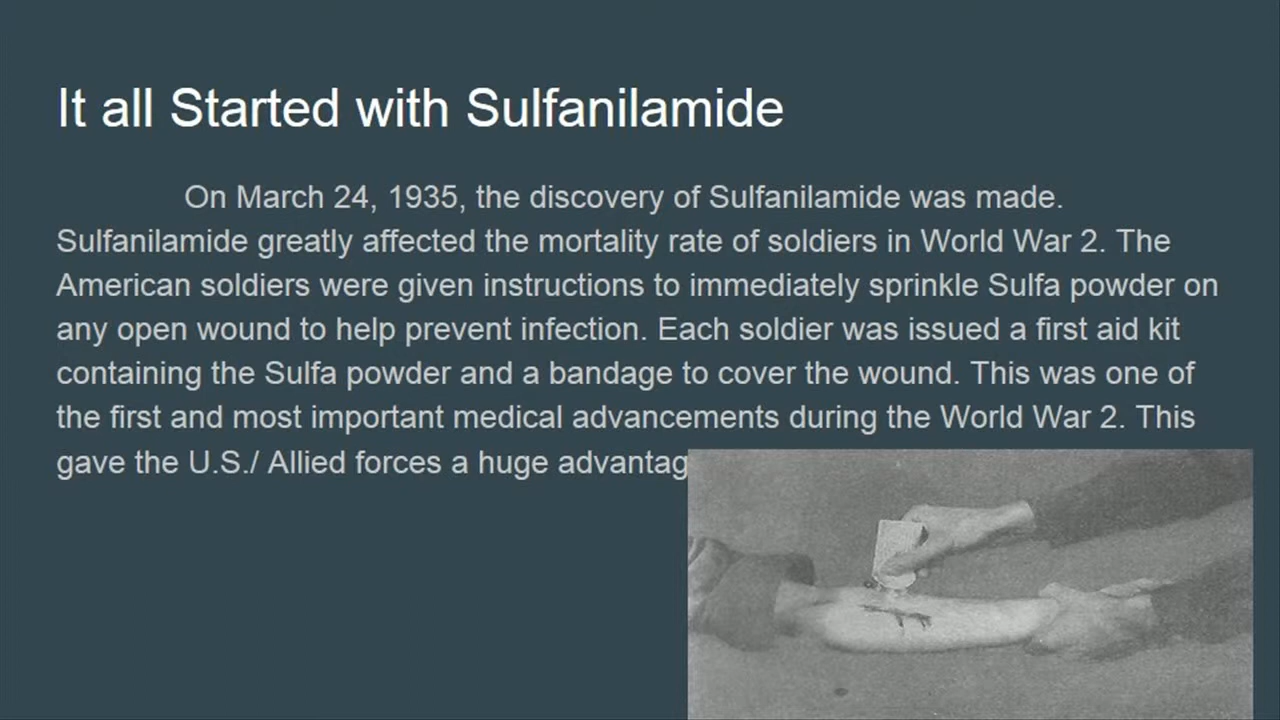 It all Started with Sulfanilamide
On March 24, 1935, the discovery of Sulfanilamide was made.
Sulfanilamide greatly affected the mortality rate of soldiers in World War 2. The
American soldiers were given instructions to immediately sprinkle Sulfa powder on
any open wound to help prevent infection. Each soldier was issued a first aid kit
containing the Sulfa powder and a bandage to cover the wound. This was one of
the first and most important medical advancements during the World War 2. This
gave the U.S./ Allied forces a huge advantag